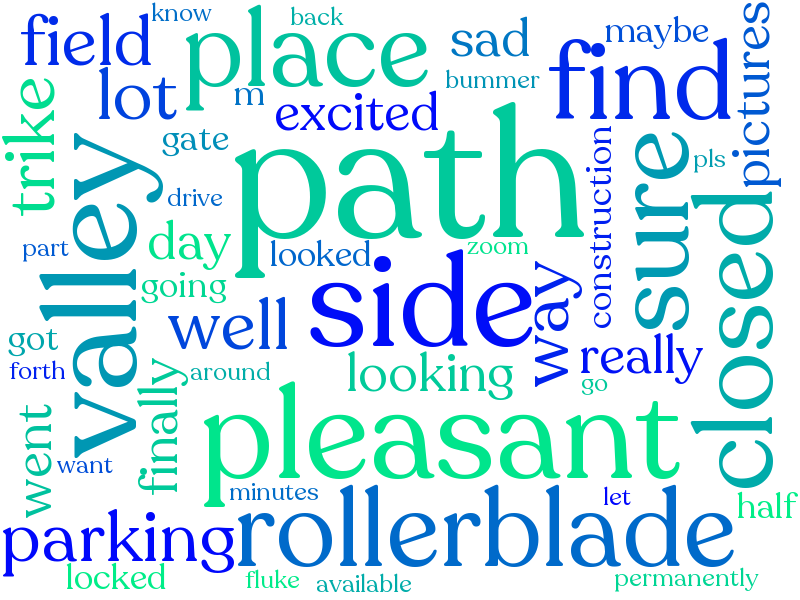 know
back
field
place
sad
maybe
pictures
lot
m
excited
bummer
find
trike
gate
path
construction
sure
pls
valley
drive
day
looked
zoom
part
going
side
way
closed
got
well
really
forth
around
looking
go
went
finally
want
pleasant
minutes
let
half
parking
rollerblade
locked
fluke
available
permanently